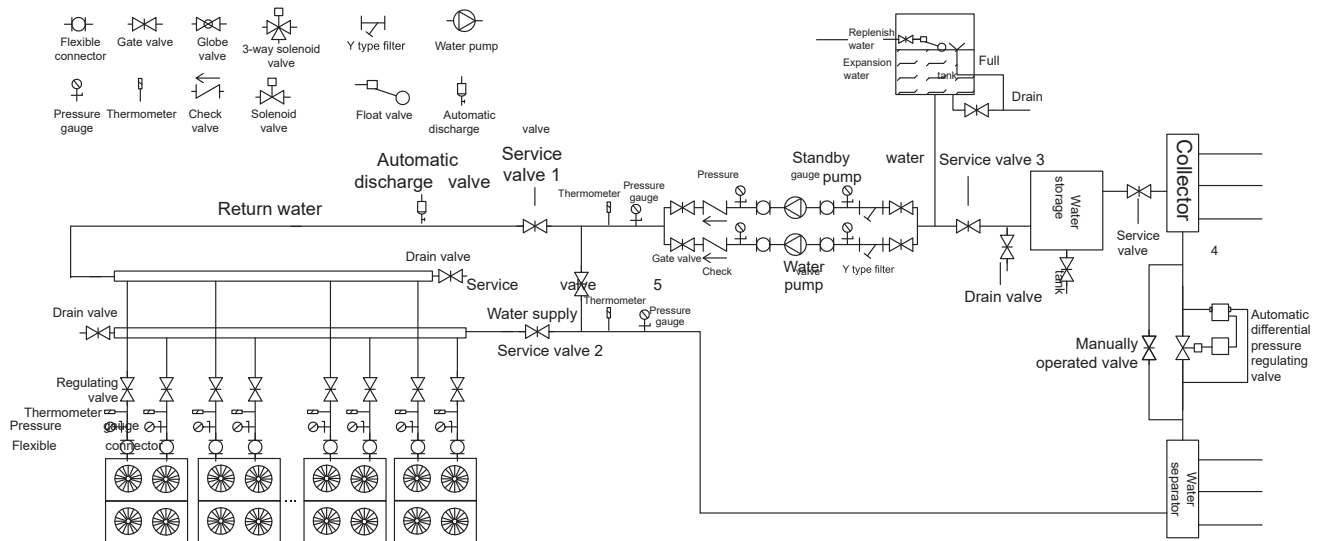 Flexible
connector
Gate valve
Globe
valve
3-way solenoid
valve
Y type filter
Water pump
Pressure
gauge
Thermometer
Check
valve
Solenoid
valve
Float valve
Automatic
discharge
valve
Replenish
water
Expansion
water
tank
Full
Drain
Automatic
discharge valve
Service
valve 1
Return water
Thermometer
Pressure
gauge
Pressure
Standby
gauge
pump
water
Service valve 3
Water
storage
tank
Collector
Service
valve
4
Gate valve
Check
valve
Water
pump
Y type filter
Drain valve
Drain valve
Service valve 5
Thermometer
Pressure
gauge
Drain valve
Water supply
Service valve 2
Manually
operated valve
Automatic
differential
pressure
regulating
valve
Regulating
valve
Thermometer
Pressure gauge
Flexible connector
...
Water
separator